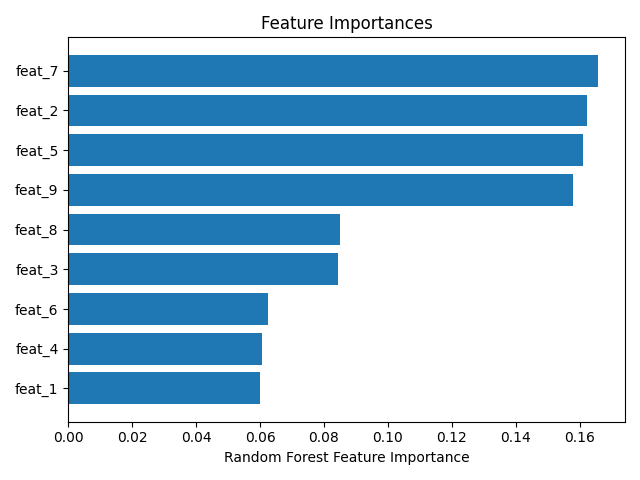 Feature Importances
feat_7
feat_2
feat_5
feat_9
feat_8
feat_3
feat_6
feat_4
feat_1
0.00 0.02 0.04 0.06 0.08 0.10 0.12 0.14 0.16
Random Forest Feature Importance